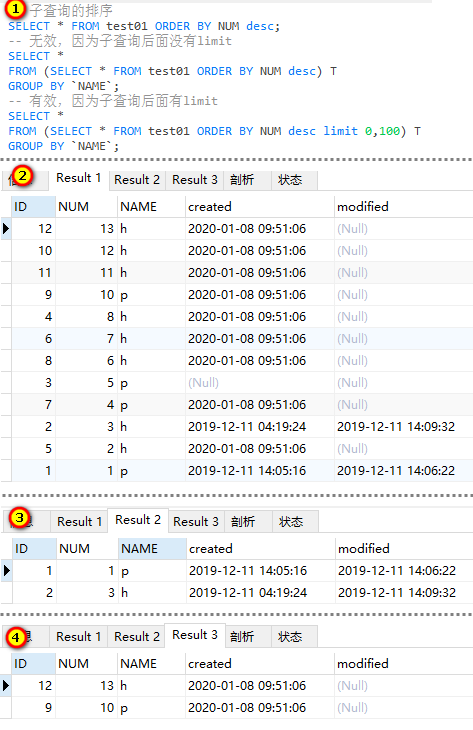 1 子查询的排序
SELECT * FROM test01 ORDER BY NUM desc;
-- 无效，因为子查询后面没有limit
SELECT *
FROM (SELECT * FROM test01 ORDER BY NUM desc) T
GROUP BY `NAME`;
-- 有效，因为子查询后面有limit
SELECT *
FROM (SELECT * FROM test01 ORDER BY NUM desc limit 0,100) T
GROUP BY `NAME`;
2 Result 1 Result 2 Result 3 剖析 状态
ID NUM NAME created modified
12 13 h 2020-01-08 09:51:06 (Null)
10 12 h 2020-01-08 09:51:06 (Null)
11 11 h 2020-01-08 09:51:06 (Null)
9 10 p 2020-01-08 09:51:06 (Null)
4 8 h 2020-01-08 09:51:06 (Null)
6 7 h 2020-01-08 09:51:06 (Null)
8 6 h 2020-01-08 09:51:06 (Null)
3 5 p (Null) (Null)
7 4 p 2020-01-08 09:51:06 (Null)
2 3 h 2019-12-11 04:19:24 2019-12-11 14:09:32
5 2 h 2020-01-08 09:51:06 (Null)
1 1 p 2019-12-11 14:05:16 2019-12-11 14:06:22
3 息 Result 1 Result 2 Result 3 剖析 状态
ID NUM NAME created modified
1 1 p 2019-12-11 14:05:16 2019-12-11 14:06:22
2 3 h 2019-12-11 04:19:24 2019-12-11 14:09:32
4 息 Result 1 Result 2 Result 3 剖析 状态
ID NUM NAME created modified
12 13 h 2020-01-08 09:51:06 (Null)
9 10 p 2020-01-08 09:51:06 (Null)